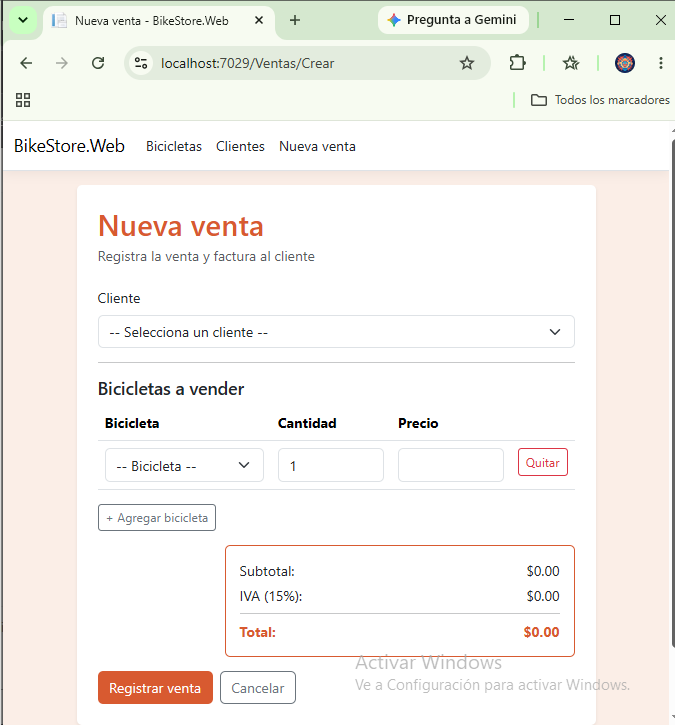 Nueva venta - BikeStore.Web
Pregunta a Gemini
localhost:7029/Ventas/Crear
Todos los marcadores
BikeStore.Web Bicicletas Clientes Nueva venta
Nueva venta
Registra la venta y factura al cliente
Cliente
-- Selecciona un cliente --
Bicicletas a vender
Bicicleta Cantidad Precio
-- Bicicleta -- 1 Quitar
+ Agregar bicicleta
Subtotal: $0.00
IVA (15%): $0.00
Total: $0.00
Registrar venta Cancelar
Activar Windows
Ve a Configuración para activar Windows.